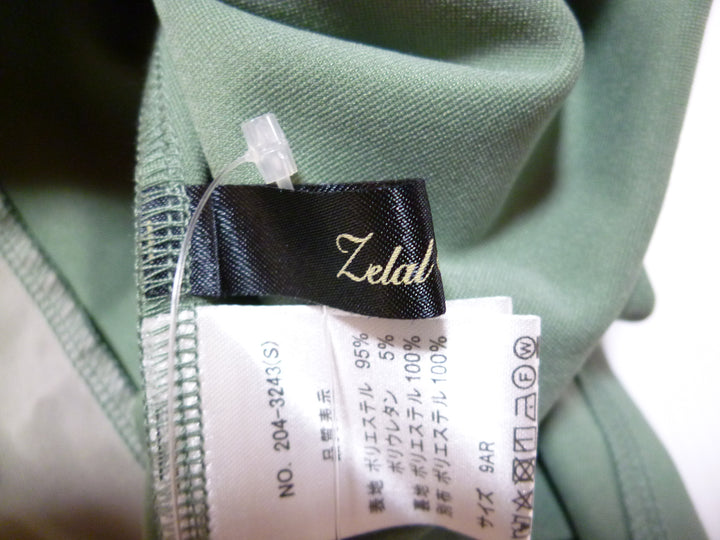 Zelal
NO. 204-3243(S)
品質表示
表地 ポリエステル 95%
ポリウレタン 5%
裏地 ポリエステル 100%
別布 ポリエステル 100%
サイズ 9AR